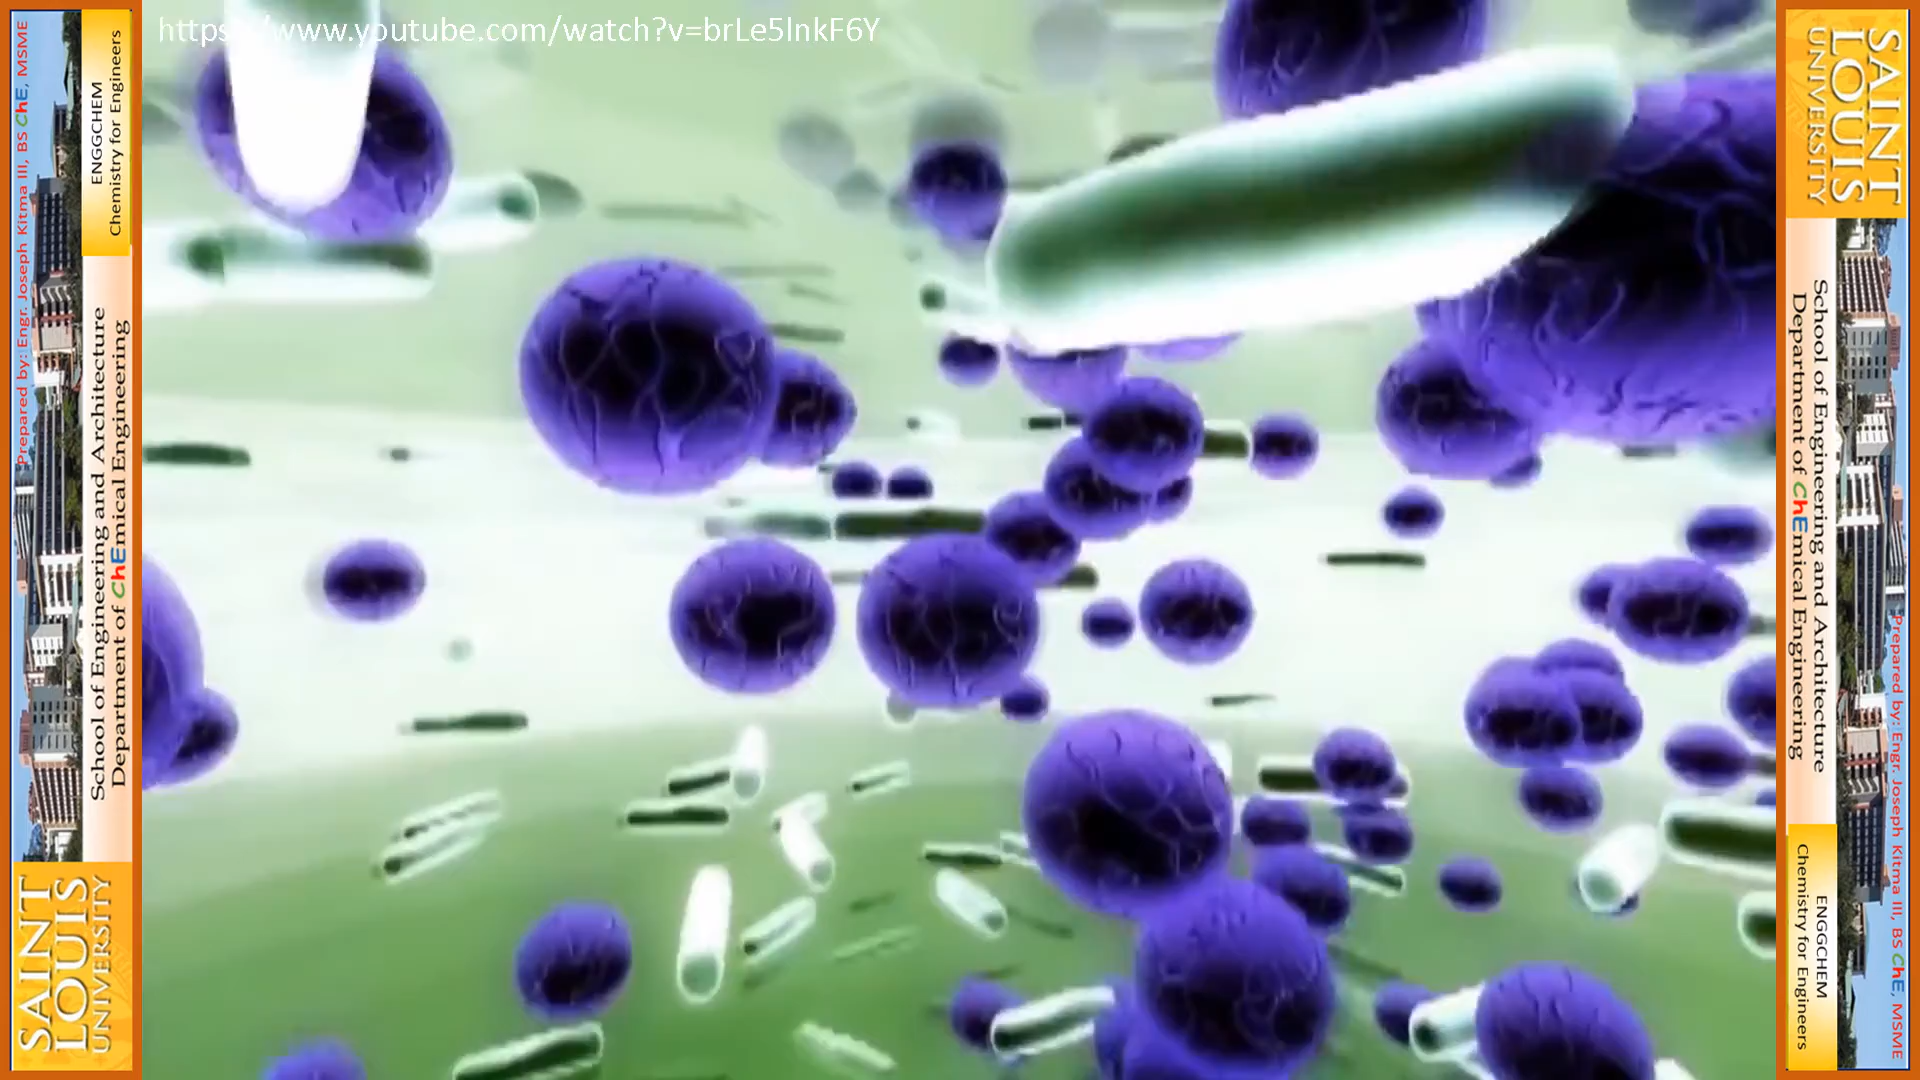 https://www.youtube.com/watch?v=brLe5lnkF6Y
Prepared by: Engr. Joseph Kitma III, BS ChE, MSME
ENGGCHEM
Chemistry for Engineers
School of Engineering and Architecture
Department of ChEmical Engineering
SAINT
LOUIS
UNIVERSITY
SAINT
LOUIS
UNIVERSITY
School of Engineering and Architecture
Department of ChEmical Engineering
ENGGCHEM
Chemistry for Engineers
Prepared by: Engr. Joseph Kitma III, BS ChE, MSME